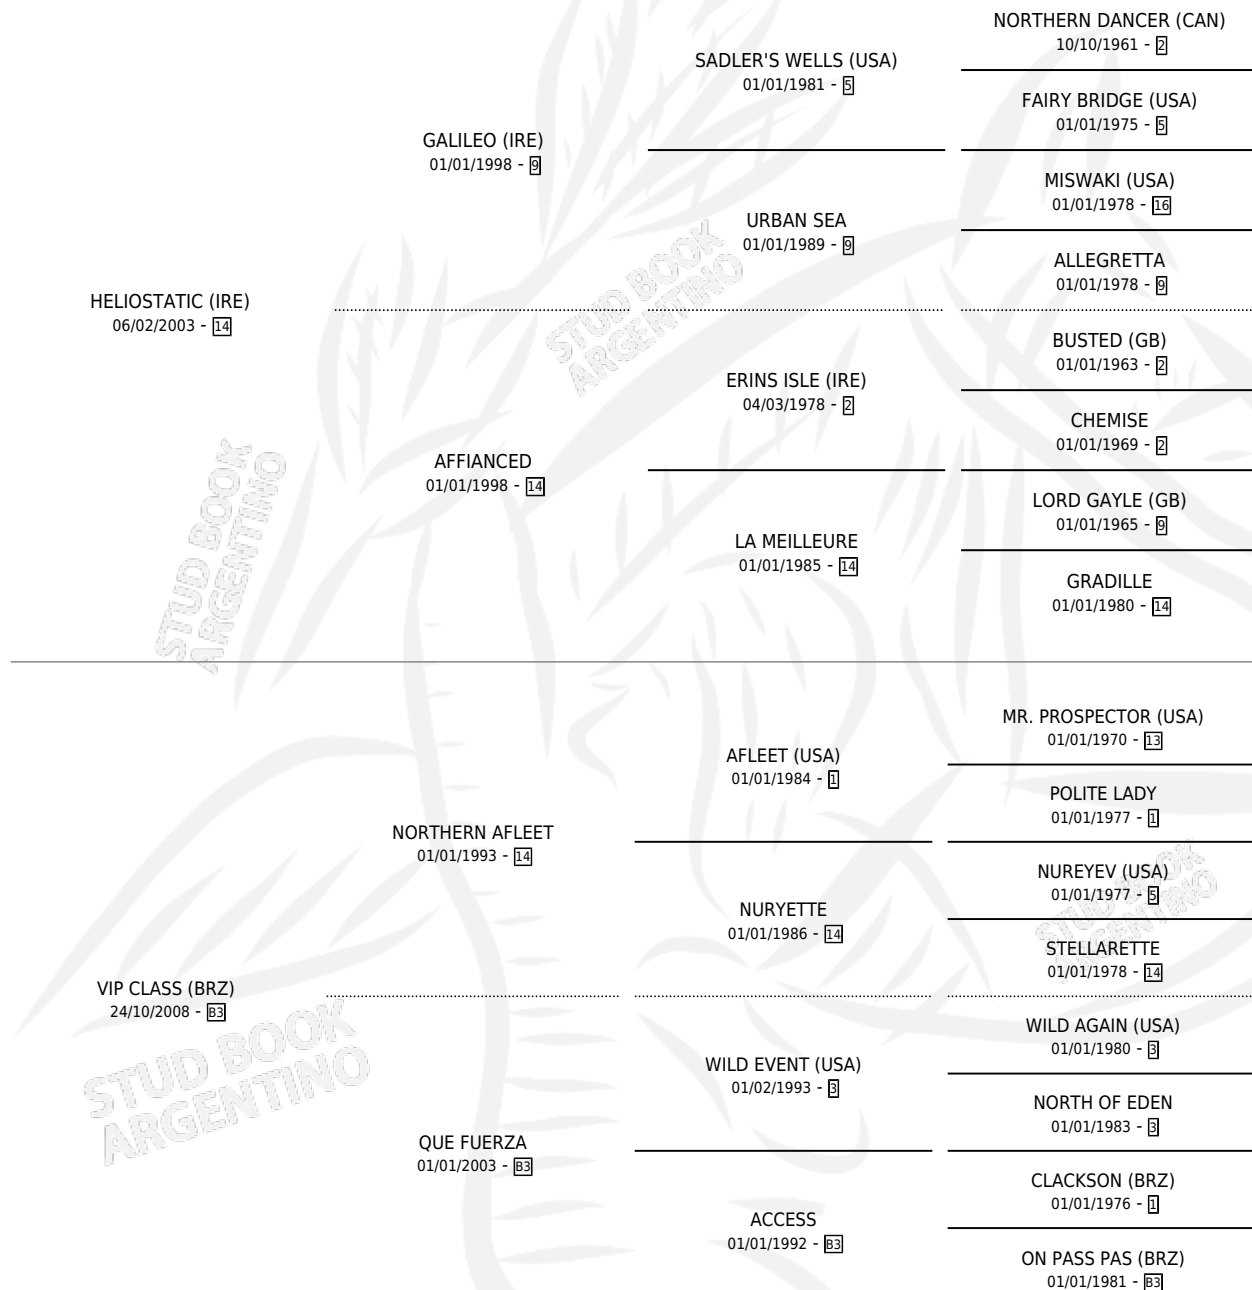 NORTHERN DANCER (CAN)
10/10/1961 - 2
SADLER'S WELLS (USA)
01/01/1981 - 5
FAIRY BRIDGE (USA)
01/01/1975 - 5
GALILEO (IRE)
01/01/1998 - 9
MISWAKI (USA)
01/01/1978 - 16
URBAN SEA
01/01/1989 - 9
ALLEGRETTA
01/01/1978 - 9
HELIOSTATIC (IRE)
06/02/2003 - 14
BUSTED (GB)
01/01/1963 - 2
ERINS ISLE (IRE)
04/03/1978 - 2
CHEMISE
01/01/1969 - 2
AFFIANCED
01/01/1998 - 14
LORD GAYLE (GB)
01/01/1965 - 9
LA MEILLEURE
01/01/1985 - 14
GRADILLE
01/01/1980 - 14
MR. PROSPECTOR (USA)
01/01/1970 - 13
AFLEET (USA)
01/01/1984 - 1
POLITE LADY
01/01/1977 - 1
NORTHERN AFLEET
01/01/1993 - 14
NUREYEV (USA)
01/01/1977 - 5
NURYETTE
01/01/1986 - 14
STELLARETTE
01/01/1978 - 14
VIP CLASS (BRZ)
24/10/2008 - B3
WILD AGAIN (USA)
01/01/1980 - 3
WILD EVENT (USA)
01/02/1993 - 3
NORTH OF EDEN
01/01/1983 - 3
QUE FUERZA
01/01/2003 - B3
CLACKSON (BRZ)
01/01/1976 - 1
ACCESS
01/01/1992 - B3
ON PASS PAS (BRZ)
01/01/1981 - B3
STUD BOOK
ARGENTINO
STUD BOOK
ARGENTINO
STUD BOOK
ARGENTINO
STUD BOOK
ARGENTINO